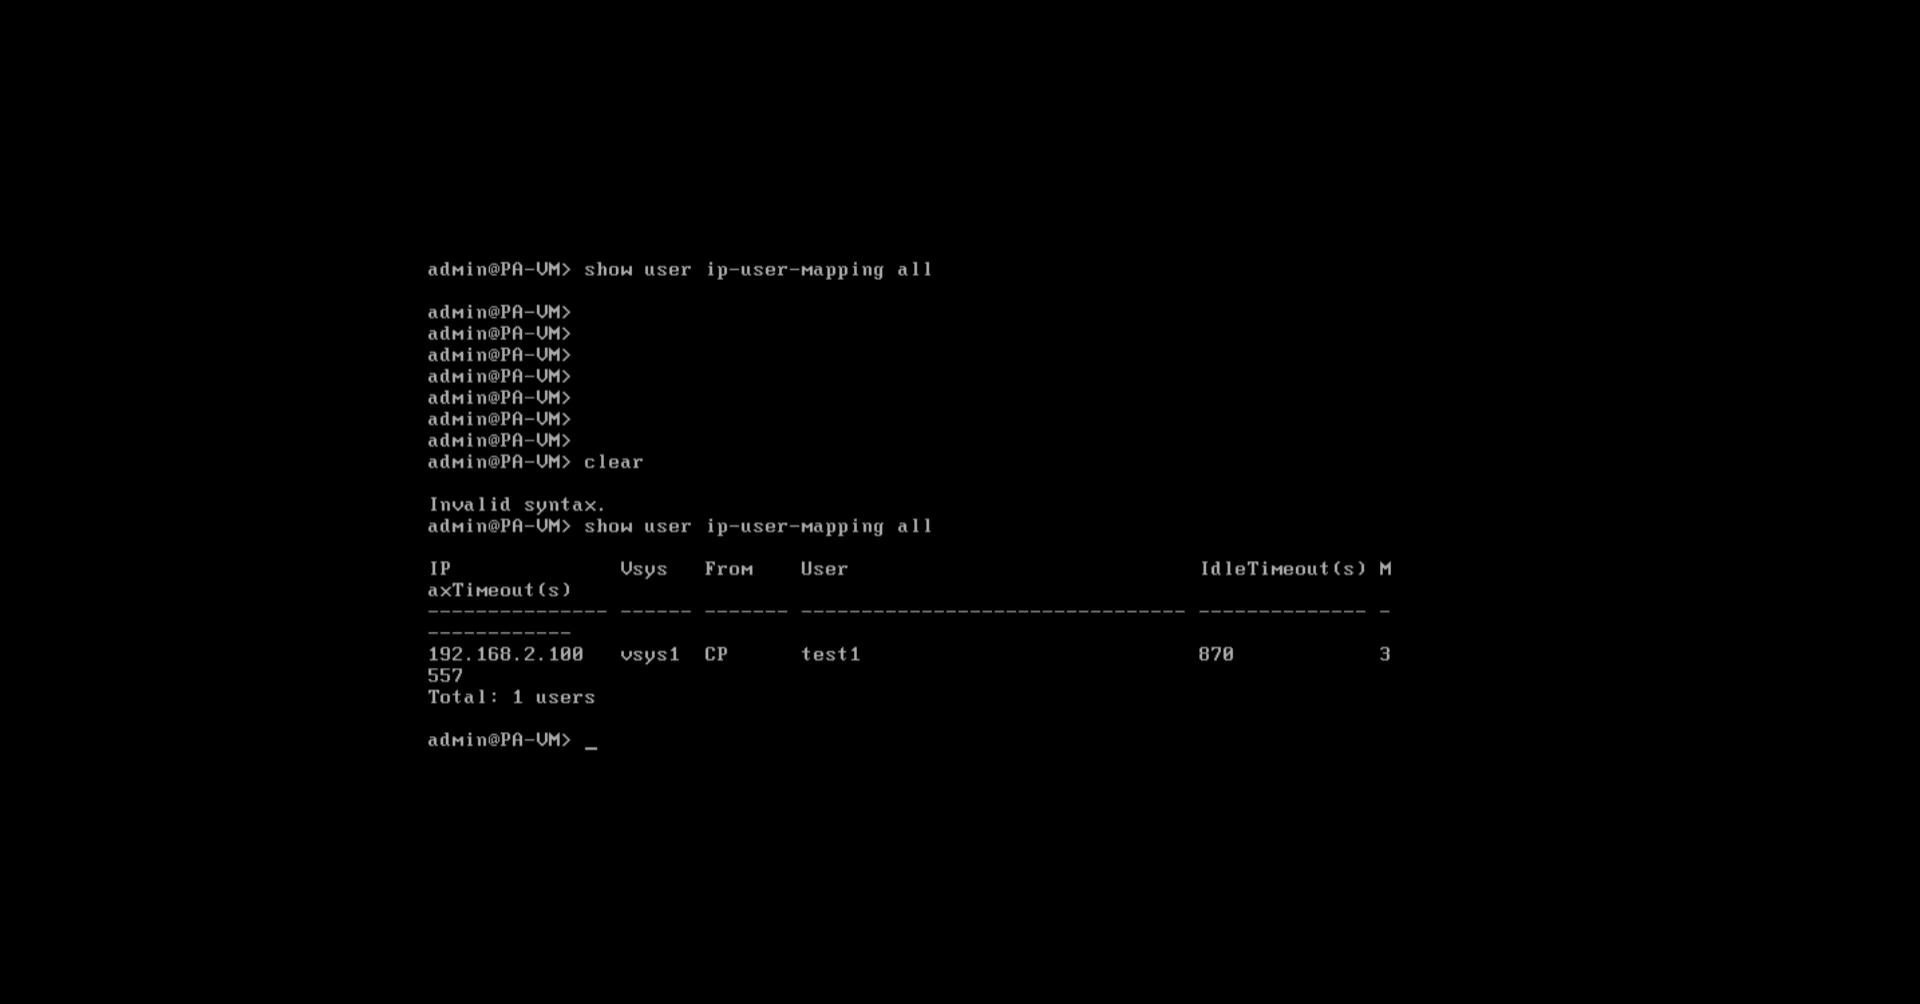 admin@PA-VM> show user ip-user-mapping all
admin@PA-VM>
admin@PA-VM>
admin@PA-VM>
admin@PA-VM>
admin@PA-VM>
admin@PA-VM>
admin@PA-VM>
admin@PA-VM> clear
Invalid syntax.
admin@PA-VM> show user ip-user-mapping all
IP              Vsys   From    User                             IdleTimeout(s) M
axTimeout(s)
--------------- ------ ------- -------------------------------- -------------- -
------------
192.168.2.100   vsys1  CP      test1                            870            3
557
Total: 1 users
admin@PA-VM> _